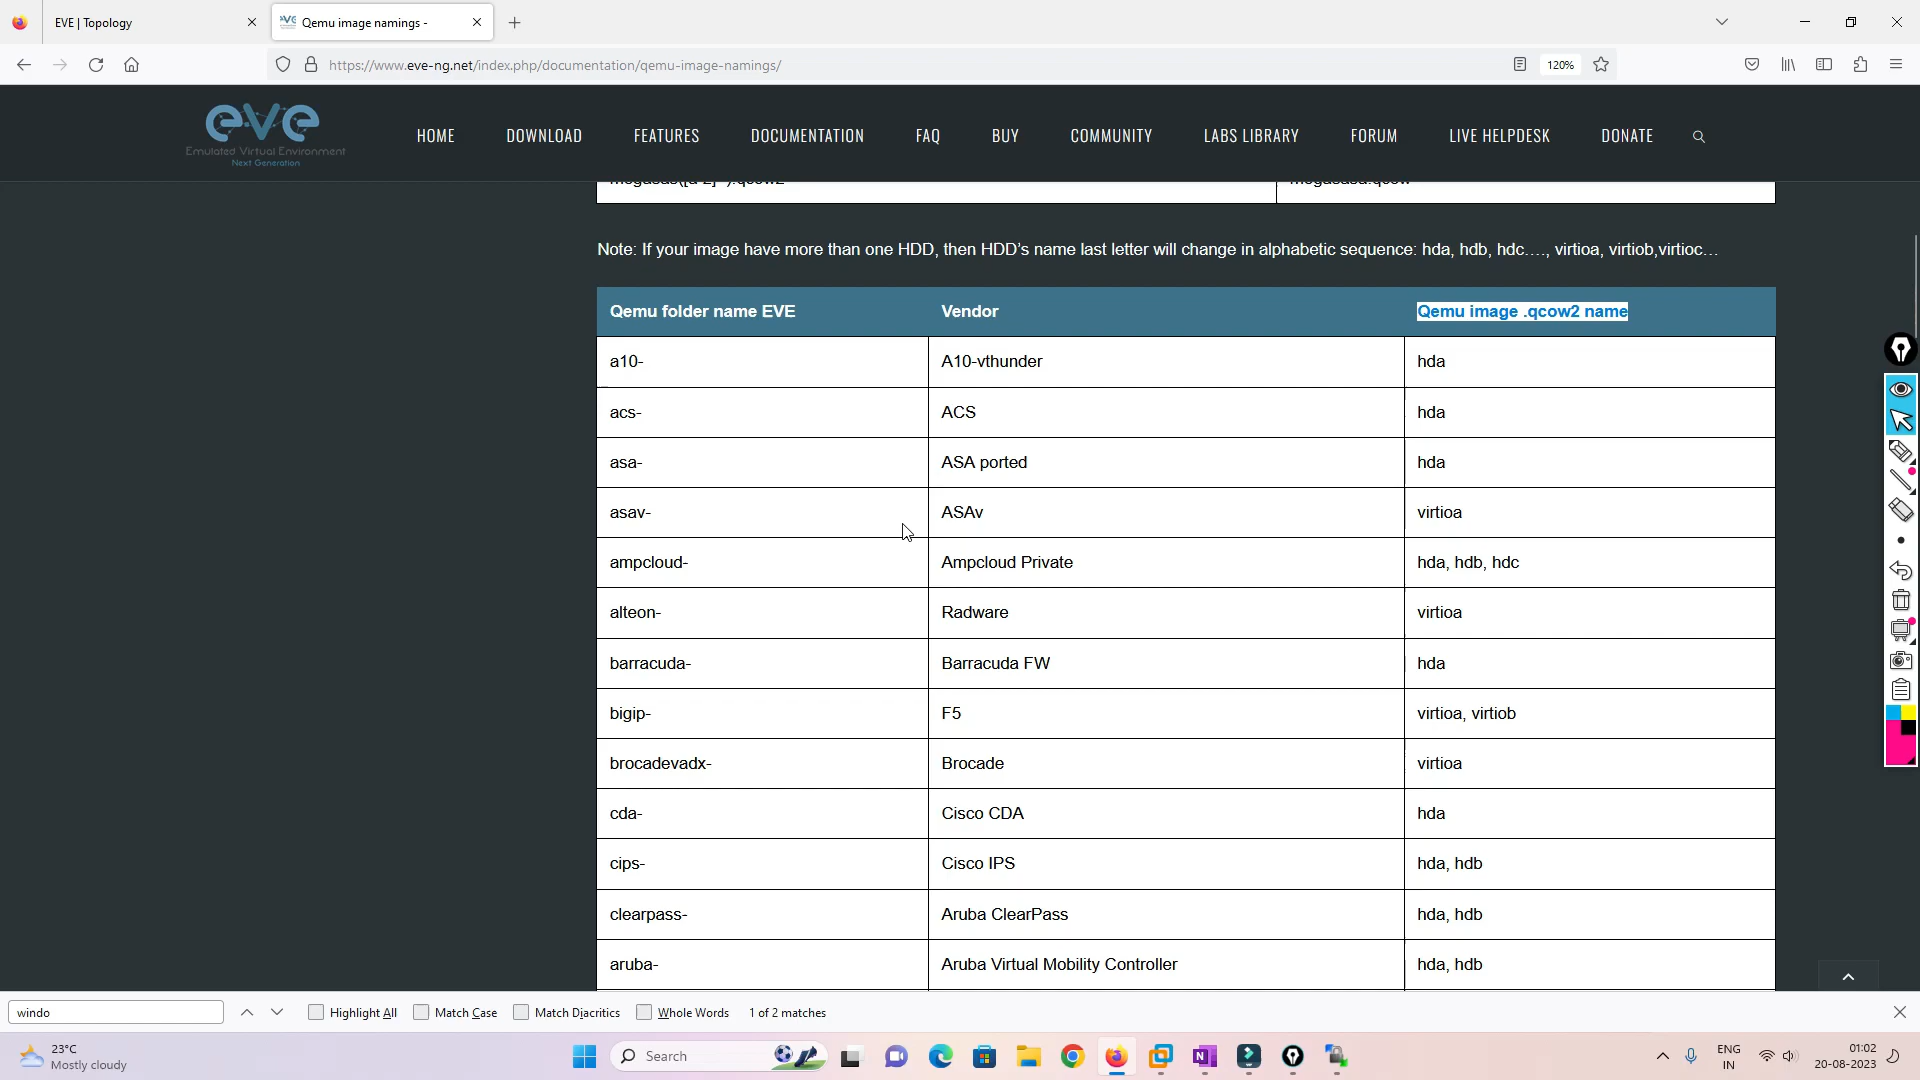 EVE | Topology
Qemu image namings -
https://www.eve-ng.net/index.php/documentation/qemu-image-namings/
120%
eve
Emulated Virtual Environment
Next Generation
HOME
DOWNLOAD
FEATURES
DOCUMENTATION
FAQ
BUY
COMMUNITY
LABS LIBRARY
FORUM
LIVE HELPDESK
DONATE
Note: If your image have more than one HDD, then HDD's name last letter will change in alphabetic sequence: hda, hdb, hdc…., virtioa, virtiob,virtioc…
Qemu folder name EVE Vendor Qemu image .qcow2 name
a10- A10-vthunder hda
acs- ACS hda
asa- ASA ported hda
asav- ASAv virtioa
ampcloud- Ampcloud Private hda, hdb, hdc
alteon- Radware virtioa
barracuda- Barracuda FW hda
bigip- F5 virtioa, virtiob
brocadevadx- Brocade virtioa
cda- Cisco CDA hda
cips- Cisco IPS hda, hdb
clearpass- Aruba ClearPass hda, hdb
aruba- Aruba Virtual Mobility Controller hda, hdb
windo
Highlight All
Match Case
Match Diacritics
Whole Words
1 of 2 matches
23°C
Mostly cloudy
Search
ENG
IN
01:02
20-08-2023